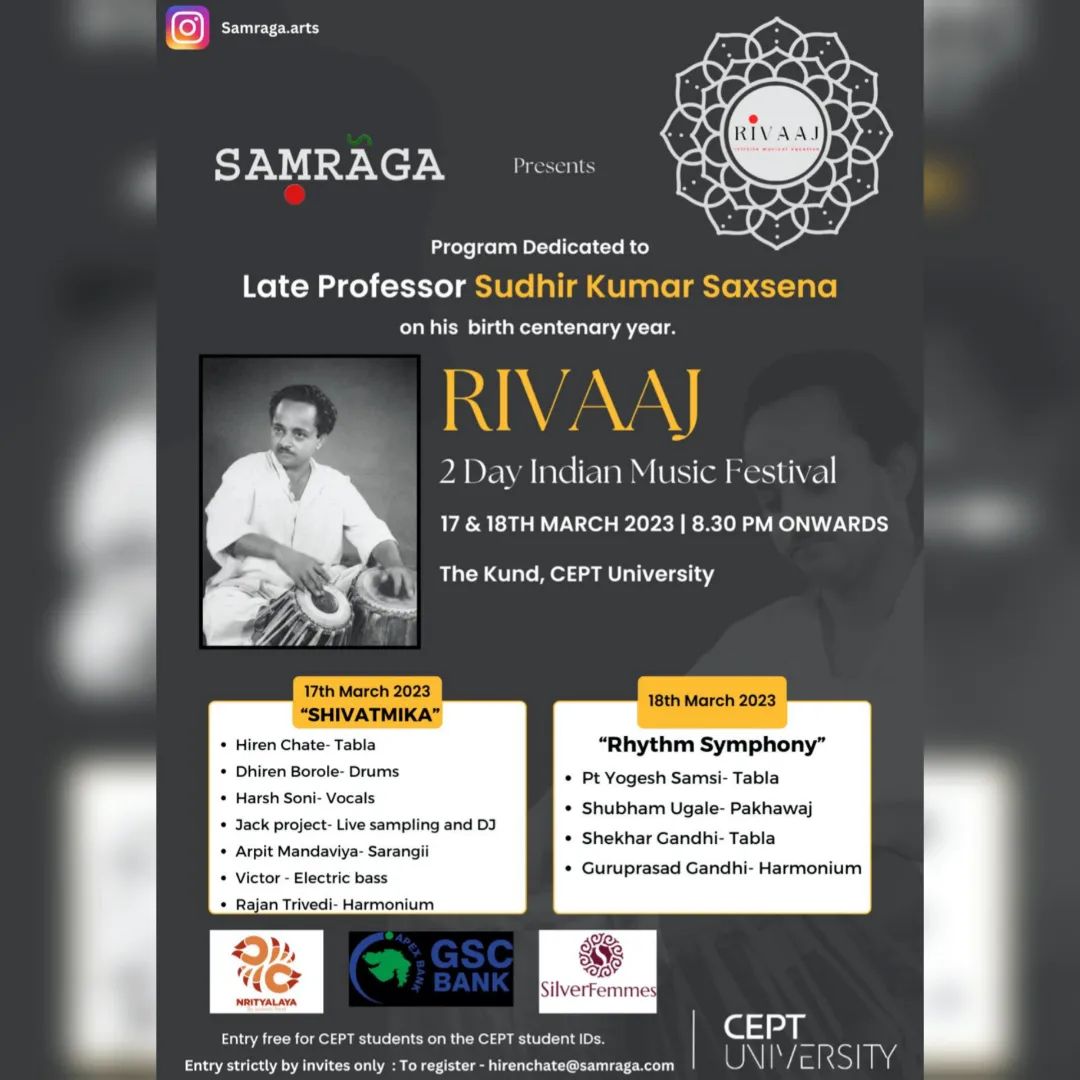 Samraga.arts
RIVAAJ
SAMRĀGA
Presents
Program Dedicated to
Late Professor Sudhir Kumar Saxsena
on his birth centenary year.
RIVAAJ
2 Day Indian Music Festival
17 & 18TH MARCH 2023 | 8.30 PM ONWARDS
The Kund, CEPT University
17th March 2023
“SHIVATMIKA”
• Hiren Chate- Tabla
• Dhiren Borole- Drums
• Harsh Soni- Vocals
• Jack project- Live sampling and DJ
• Arpit Mandaviya- Sarangii
• Victor - Electric bass
• Rajan Trivedi- Harmonium
18th March 2023
“Rhythm Symphony”
• Pt Yogesh Samsi- Tabla
• Shubham Ugale- Pakhawaj
• Shekhar Gandhi- Tabla
• Guruprasad Gandhi- Harmonium
NRITYALAYA
APEX BANK
GSC
BANK
SilverFemmes
Entry free for CEPT students on the CEPT student IDs.
Entry strictly by invites only : To register - hirenchate@samraga.com
CEPT
UNIVERSITY